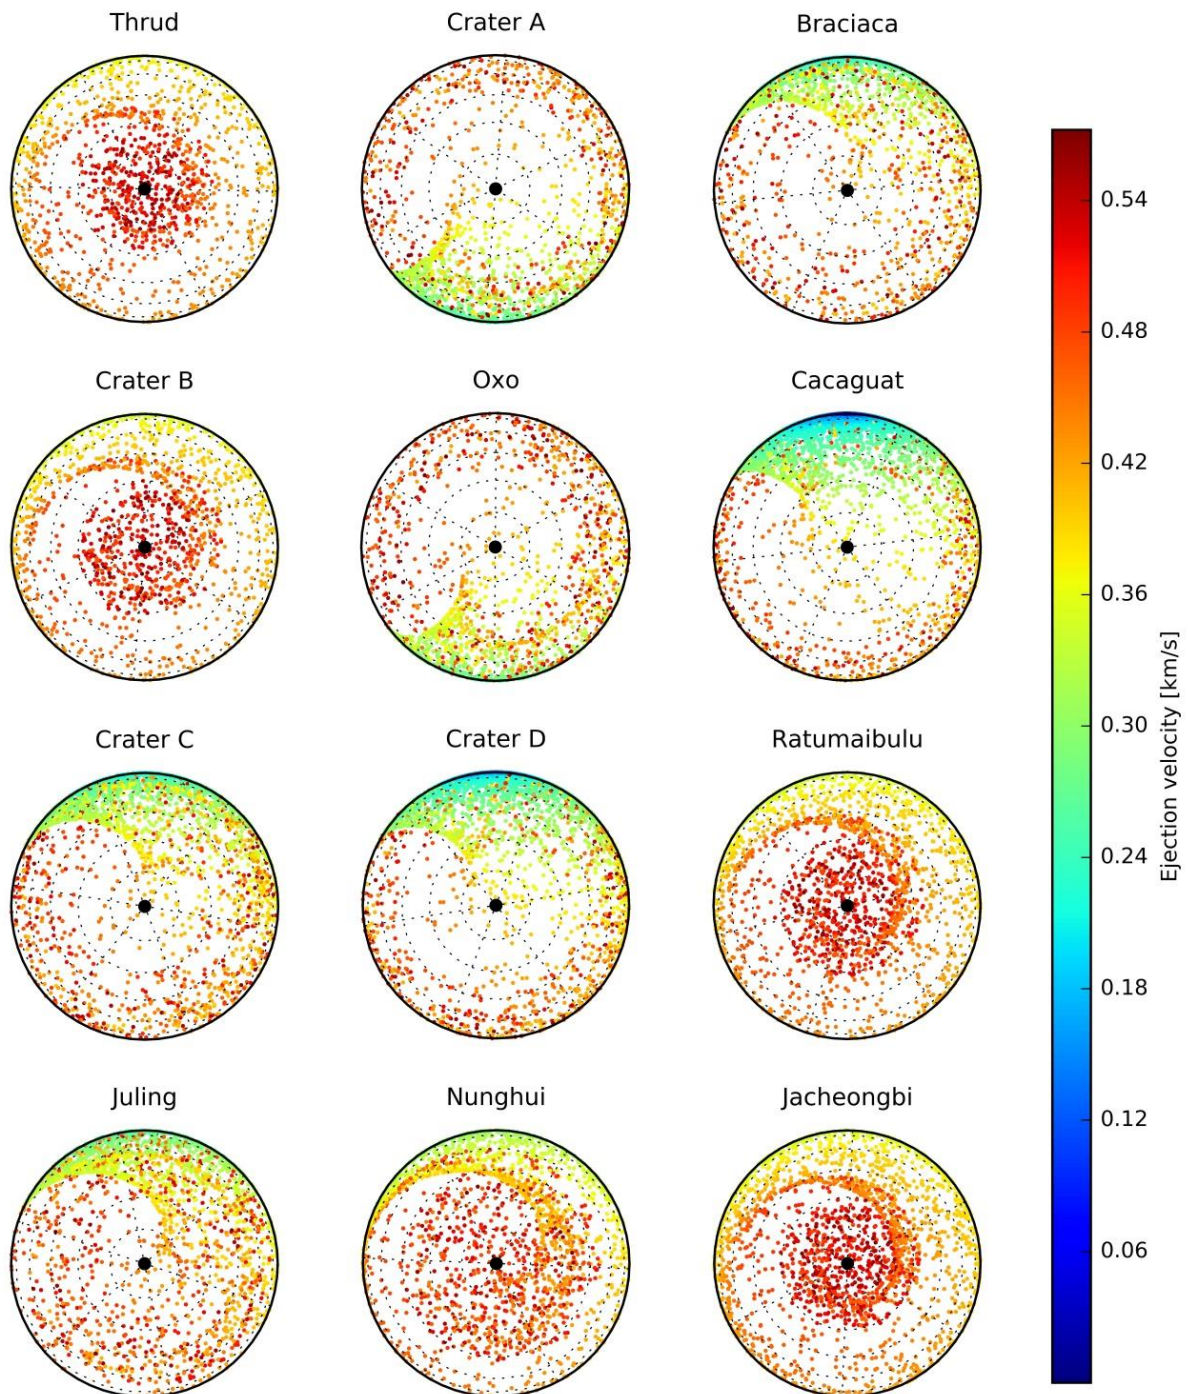 Thrud
Crater A
Braciaca
Crater B
Oxo
Cacaguat
Crater C
Crater D
Ratumaibulu
Juling
Nunghui
Jacheongbi
0.54
0.48
0.42
0.36
0.30
0.24
0.18
0.12
0.06
Ejection velocity [km/s]